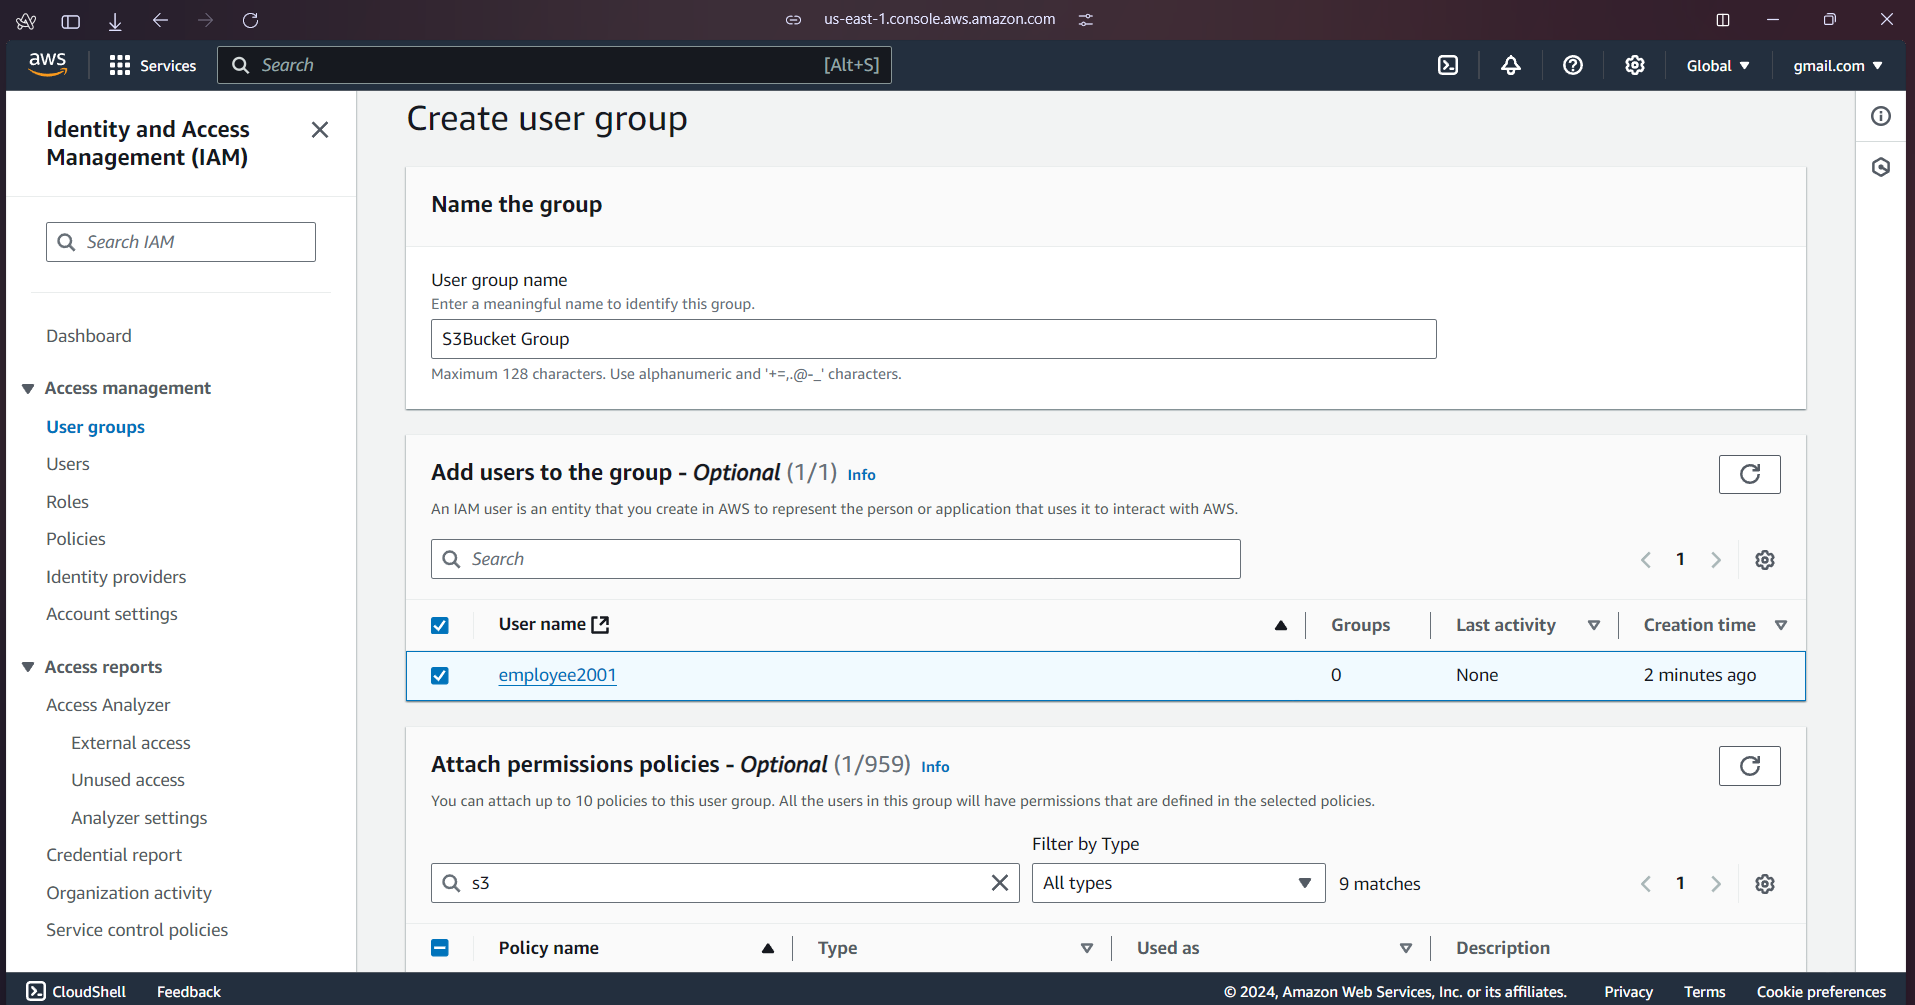 us-east-1.console.aws.amazon.com
aws
Services
Search
[Alt+S]
Global
gmail.com
Identity and Access
Management (IAM)
Search IAM
Dashboard
Access management
User groups
Users
Roles
Policies
Identity providers
Account settings
Access reports
Access Analyzer
External access
Unused access
Analyzer settings
Credential report
Organization activity
Service control policies
Create user group
Name the group
User group name
Enter a meaningful name to identify this group.
S3Bucket Group
Maximum 128 characters. Use alphanumeric and '+=,.@-_' characters.
Add users to the group - Optional (1/1) Info
An IAM user is an entity that you create in AWS to represent the person or application that uses it to interact with AWS.
Search
1
User name Groups Last activity Creation time
employee2001 0 None 2 minutes ago
Attach permissions policies - Optional (1/959) Info
You can attach up to 10 policies to this user group. All the users in this group will have permissions that are defined in the selected policies.
Filter by Type
s3 All types 9 matches 1
Policy name Type Used as Description
CloudShell Feedback © 2024, Amazon Web Services, Inc. or its affiliates. Privacy Terms Cookie preferences